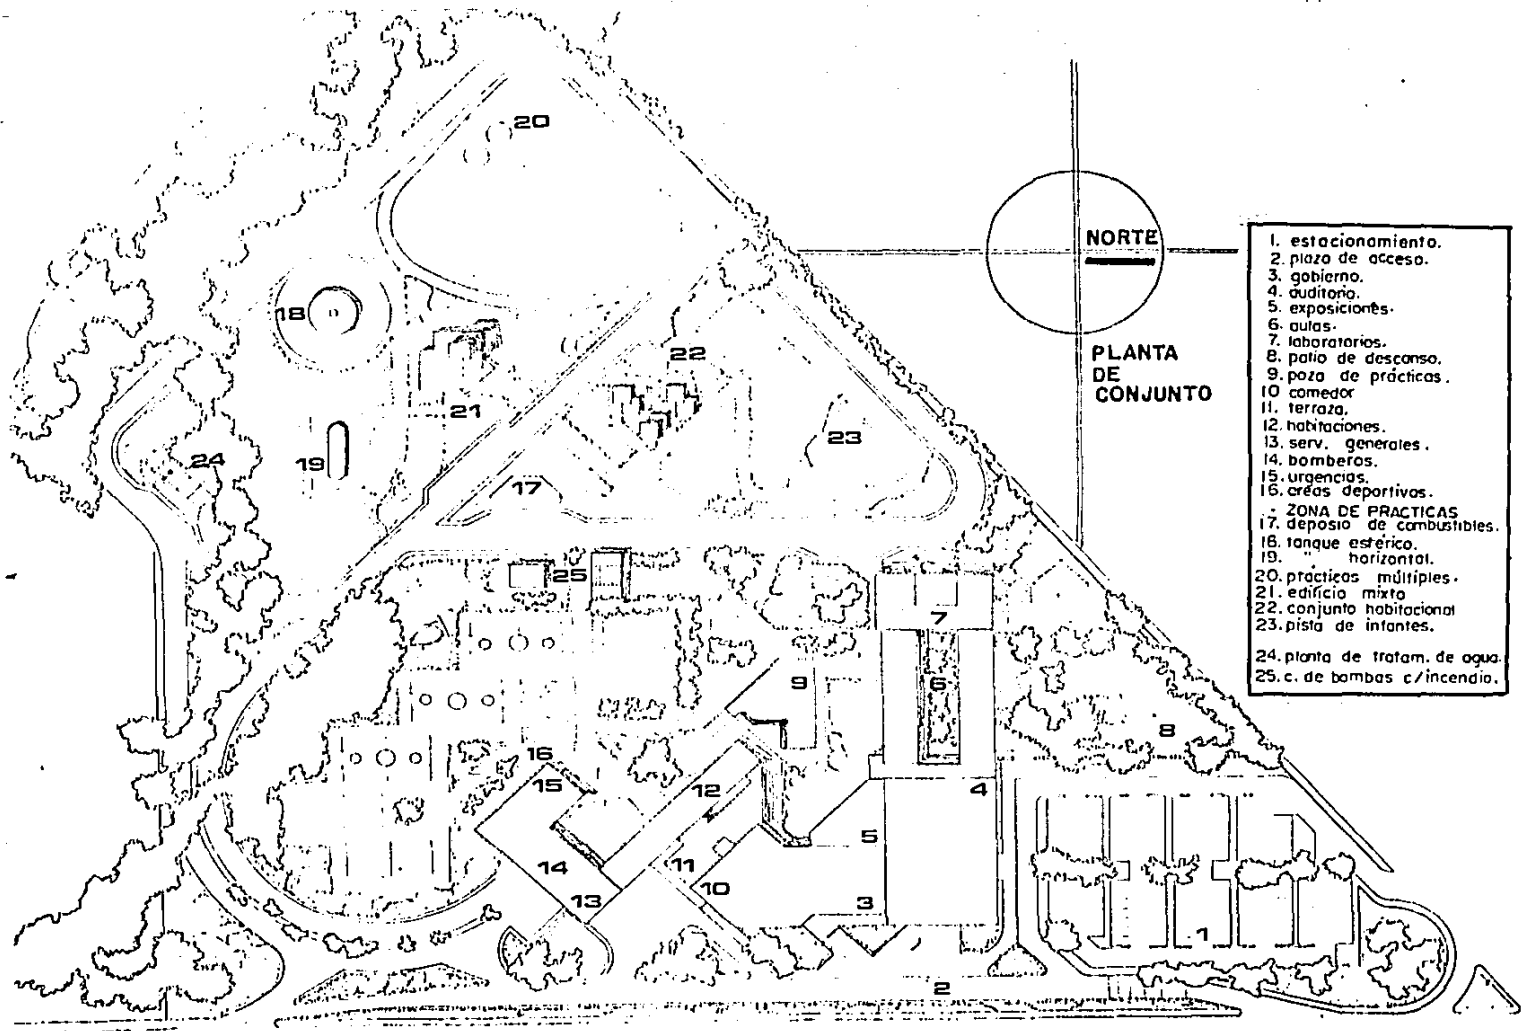 20
NORTE
PLANTA
DE
CONJUNTO
1. estacionamiento.
2. plaza de acceso.
3. gobierno.
4. auditorio.
5. exposiciones.
6. aulas.
7. laboratorios.
8. patio de descanso.
9. pozo de prácticas.
10 comedor
11. terraza.
12. habitaciones.
13. serv. generales.
14. bomberos.
15. urgencias.
16. áreas deportivas.
- ZONA DE PRACTICAS
17. deposio de combustibles.
18. tanque esférico.
19. " horizontal.
20. practicas múltiples.
21. edificio mixto
22. conjunto habitacional
23. pista de infantes.
24. planta de tratam. de agua.
25. c. de bombas c/incendio.
18
22
21
23
24
19
17
25
7
9
6
8
16
15
12
4
5
14
11
13
10
3
1
2